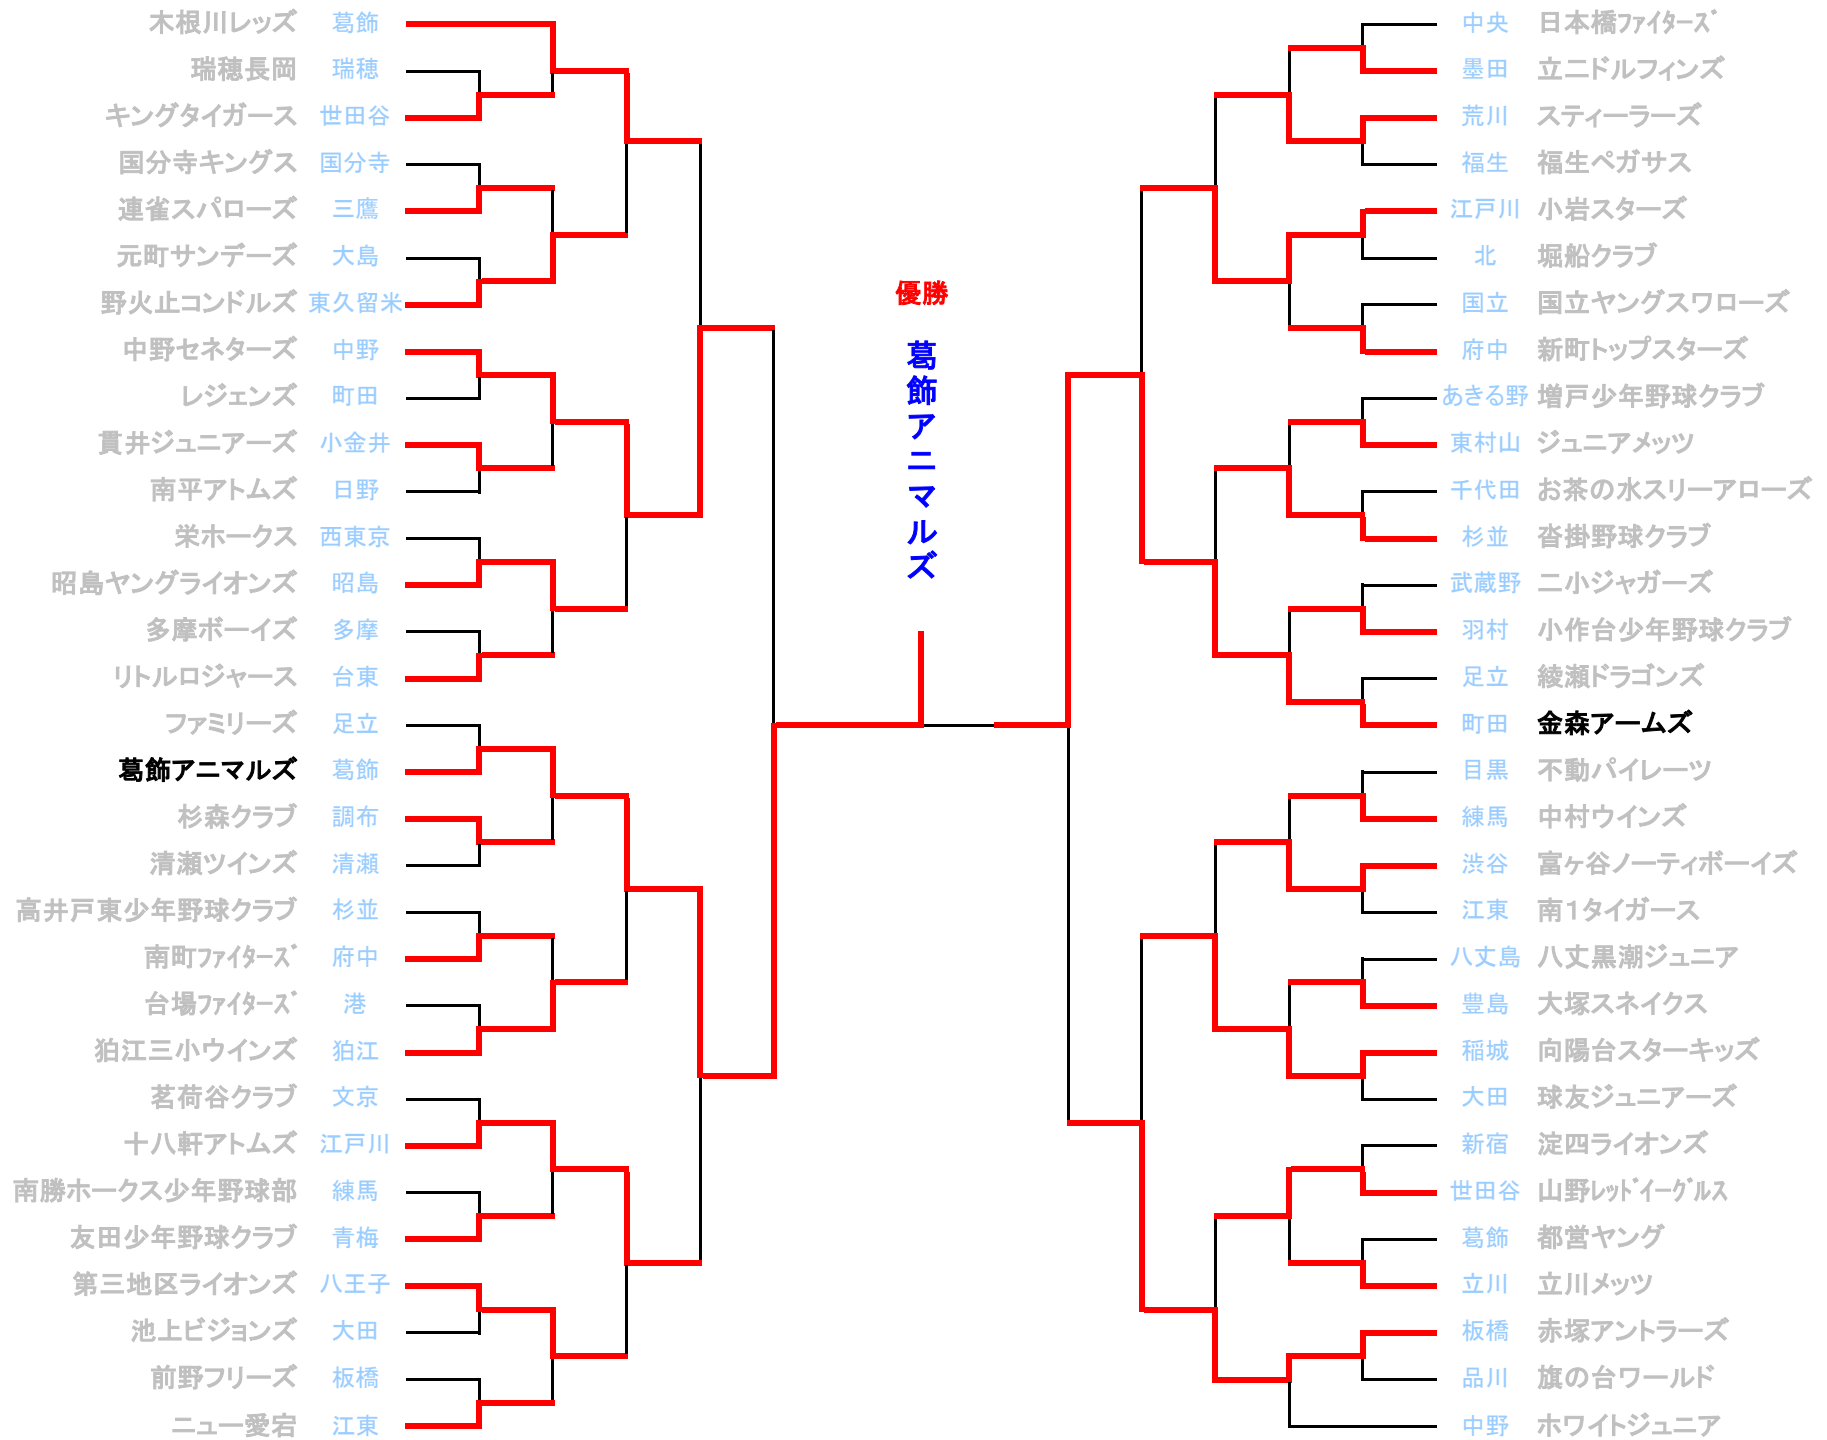 木根川レッズ 葛飾
瑞穂長岡 瑞穂
キングタイガース 世田谷
国分寺キングス 国分寺
連雀スパローズ 三鷹
元町サンデーズ 大島
野火止コンドルズ 東久留米
中野セネターズ 中野
レジェンズ 町田
貫井ジュニアーズ 小金井
南平アトムズ 日野
栄ホークス 西東京
昭島ヤングライオンズ 昭島
多摩ボーイズ 多摩
リトルロジャース 台東
ファミリーズ 足立
葛飾アニマルズ 葛飾
杉森クラブ 調布
清瀬ツインズ 清瀬
高井戸東少年野球クラブ 杉並
南町ﾌｧｲﾀｰｽﾞ 府中
台場ﾌｧｲﾀｰｽﾞ 港
狛江三小ウインズ 狛江
茗荷谷クラブ 文京
十八軒アトムズ 江戸川
南勝ホークス少年野球部 練馬
友田少年野球クラブ 青梅
第三地区ライオンズ 八王子
池上ビジョンズ 大田
前野フリーズ 板橋
ニュー愛宕 江東
優勝
葛飾アニマルズ
中央 日本橋ﾌｧｲﾀｰｽﾞ
墨田 立二ドルフィンズ
荒川 スティーラーズ
福生 福生ペガサス
江戸川 小岩スターズ
北 堀船クラブ
国立 国立ヤングスワローズ
府中 新町トップスターズ
あきる野 増戸少年野球クラブ
東村山 ジュニアメッツ
千代田 お茶の水スリーアローズ
杉並 沓掛野球クラブ
武蔵野 二小ジャガーズ
羽村 小作台少年野球クラブ
足立 綾瀬ドラゴンズ
町田 金森アームズ
目黒 不動パイレーツ
練馬 中村ウインズ
渋谷 富ヶ谷ノーティボーイズ
江東 南1タイガース
八丈島 八丈黒潮ジュニア
豊島 大塚スネイクス
稲城 向陽台スターキッズ
大田 球友ジュニアーズ
新宿 淀四ライオンズ
世田谷 山野ﾚｯﾄﾞｲｰｸﾞﾙｽ
葛飾 都営ヤング
立川 立川メッツ
板橋 赤塚アントラーズ
品川 旗の台ワールド
中野 ホワイトジュニア